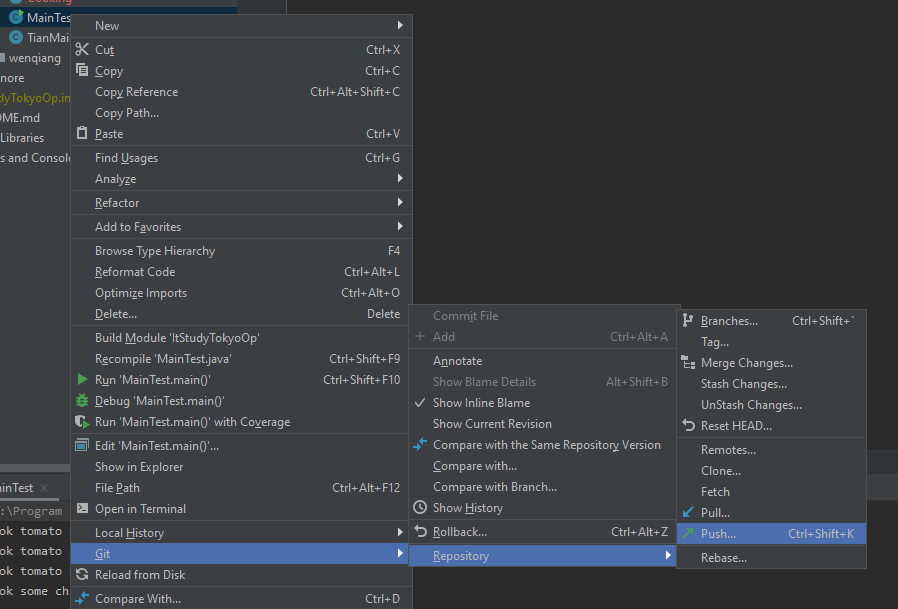 Cooking
MainTes
TianMai
wenqiang
nore
dyTokyoOp.in
ME.md
Libraries
s and Consol
inTest
:\Program
ok tomato
ok tomato
ok tomato
ok some ch
New
Cut Ctrl+X
Copy Ctrl+C
Copy Reference Ctrl+Alt+Shift+C
Copy Path...
Paste Ctrl+V
Find Usages Ctrl+G
Analyze
Refactor
Add to Favorites
Browse Type Hierarchy F4
Reformat Code Ctrl+Alt+L
Optimize Imports Ctrl+Alt+O
Delete... Delete
Build Module 'ItStudyTokyoOp'
Recompile 'MainTest.java' Ctrl+Shift+F9
Run 'MainTest.main()' Ctrl+Shift+F10
Debug 'MainTest.main()'
Run 'MainTest.main()' with Coverage
Edit 'MainTest.main()'...
Show in Explorer
File Path Ctrl+Alt+F12
Open in Terminal
Local History
Git
Reload from Disk
Compare With... Ctrl+D
Commit File
Add Ctrl+Alt+A
Annotate
Show Blame Details Alt+Shift+B
Show Inline Blame
Show Current Revision
Compare with the Same Repository Version
Compare with...
Compare with Branch...
Show History
Rollback... Ctrl+Alt+Z
Repository
Branches... Ctrl+Shift+`
Tag...
Merge Changes...
Stash Changes...
UnStash Changes...
Reset HEAD...
Remotes...
Clone...
Fetch
Pull...
Push... Ctrl+Shift+K
Rebase...